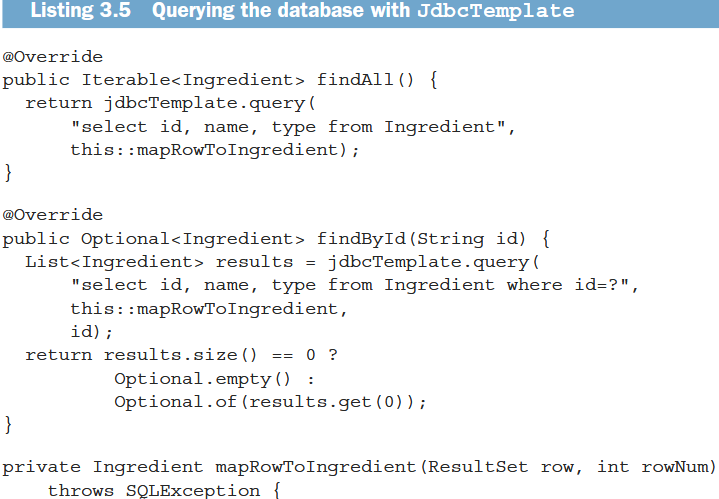 Listing 3.5 Querying the database with JdbcTemplate
@Override
public Iterable<Ingredient> findAll() {
  return jdbcTemplate.query(
      "select id, name, type from Ingredient",
      this::mapRowToIngredient);
}
@Override
public Optional<Ingredient> findById(String id) {
  List<Ingredient> results = jdbcTemplate.query(
      "select id, name, type from Ingredient where id=?",
      this::mapRowToIngredient,
      id);
  return results.size() == 0 ?
          Optional.empty() :
          Optional.of(results.get(0));
}
private Ingredient mapRowToIngredient(ResultSet row, int rowNum)
    throws SQLException {